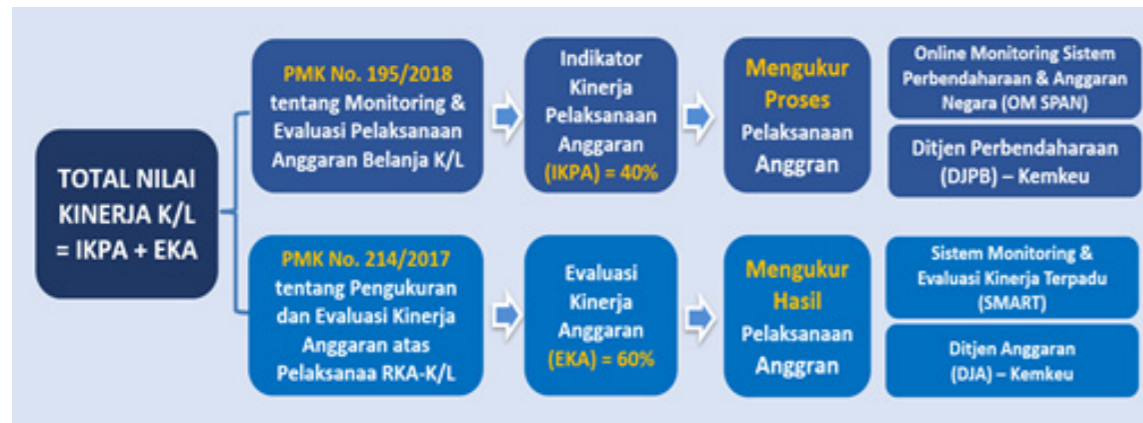 TOTAL NILAI
KINERJA K/L
= IKPA + EKA
PMK No. 195/2018
tentang Monitoring &
Evaluasi Pelaksanaan
Anggaran Belanja K/L
Indikator
Kinerja
Pelaksanaan
Anggaran
(IKPA) = 40%
Mengukur
Proses
Pelaksanaan
Anggran
Online Monitoring Sistem
Perbendaharaan & Anggaran
Negara (OM SPAN)
Ditjen Perbendaharaan
(DJPB) – Kemkeu
PMK No. 214/2017
tentang Pengukuran
dan Evaluasi Kinerja
Anggaran atas
Pelaksanaa RKA-K/L
Evaluasi
Kinerja
Anggaran
(EKA) = 60%
Mengukur
Hasil
Pelaksanaan
Anggran
Sistem Monitoring &
Evaluasi Kinerja Terpadu
(SMART)
Ditjen Anggaran
(DJA) – Kemkeu